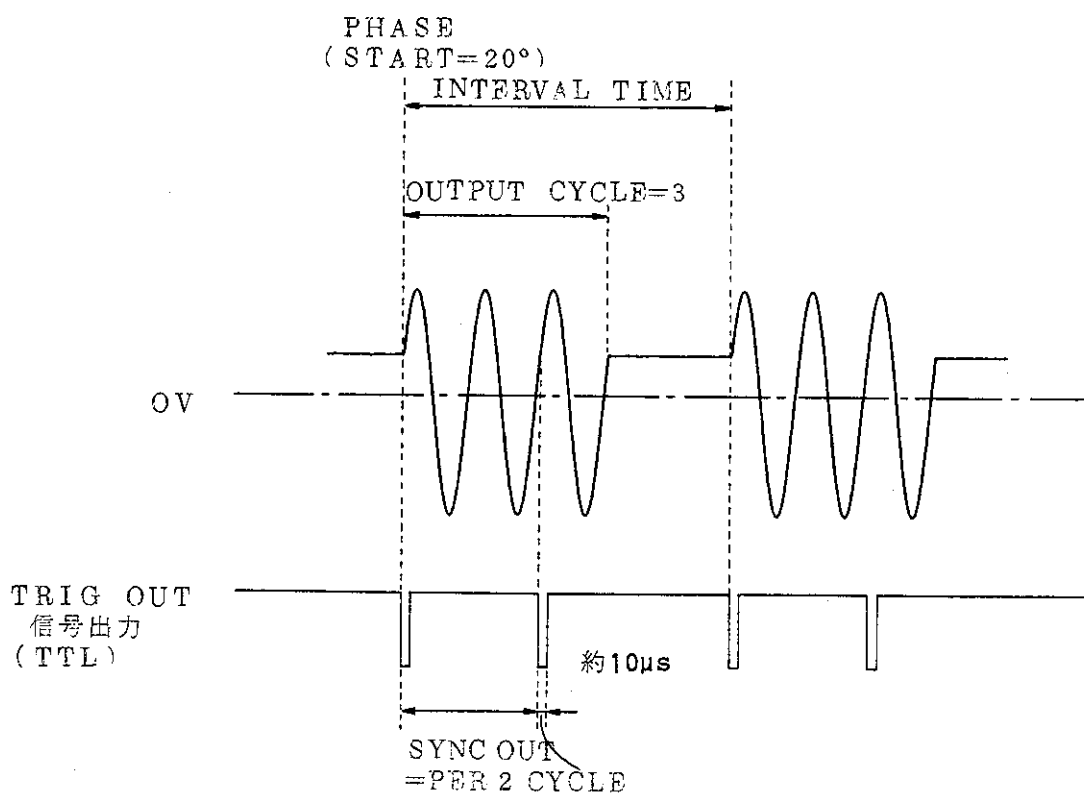 PHASE
(START=20°)
INTERVAL TIME
OUTPUT CYCLE=3
OV
TRIG OUT
信号出力
(TTL)
約10μs
SYNC OUT
=PER 2 CYCLE